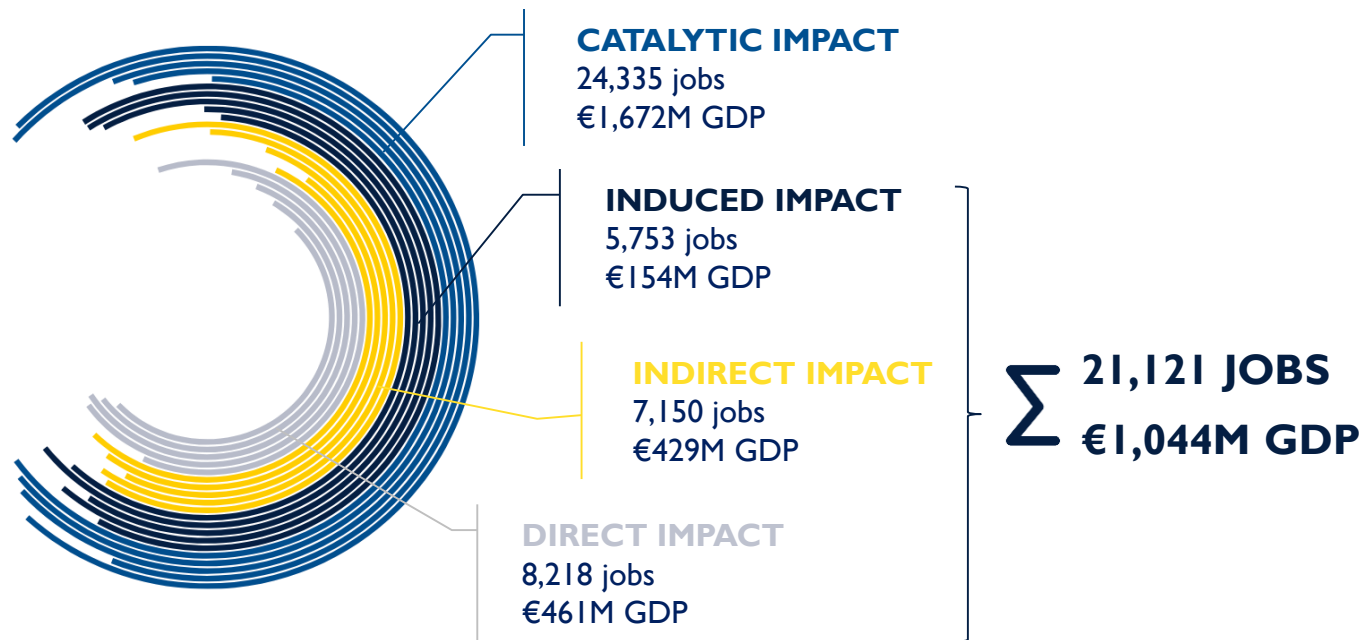 CATALYTIC IMPACT
24,335 jobs
€1,672M GDP
INDUCED IMPACT
5,753 jobs
€154M GDP
INDIRECT IMPACT
7,150 jobs
€429M GDP
DIRECT IMPACT
8,218 jobs
€461M GDP
Σ 21,121 JOBS
€1,044M GDP